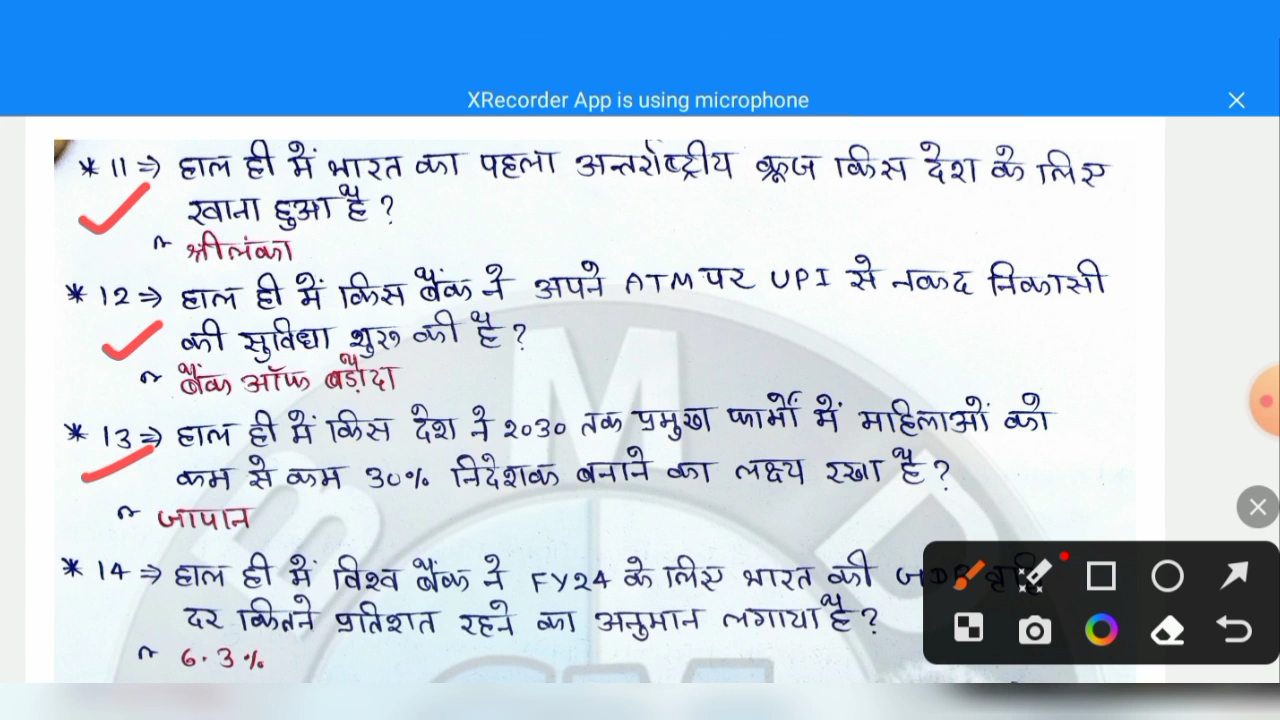 XRecorder App is using microphone
* 11 ⇒ हाल ही में भारत का पहला अन्तर्राष्ट्रीय क्रूज किस देश के लिए
रवाना हुआ है ?
श्रीलंका
* 12 ⇒ हाल ही में किस बैंक ने अपने ATM पर UPI से नकद निकासी
की सुविधा शुरू की है ?
बैंक ऑफ बड़ौदा
* 13 ⇒ हाल ही में किस देश ने 2030 तक प्रमुख फार्मों में महिलाओं को
कम से कम 30% निदेशक बनाने का लक्ष्य रखा है ?
जापान
* 14 ⇒ हाल ही में विश्व बैंक ने FY24 के लिए भारत की GDP
दर कितने प्रतिशत रहने का अनुमान लगाया है ?
6.3%